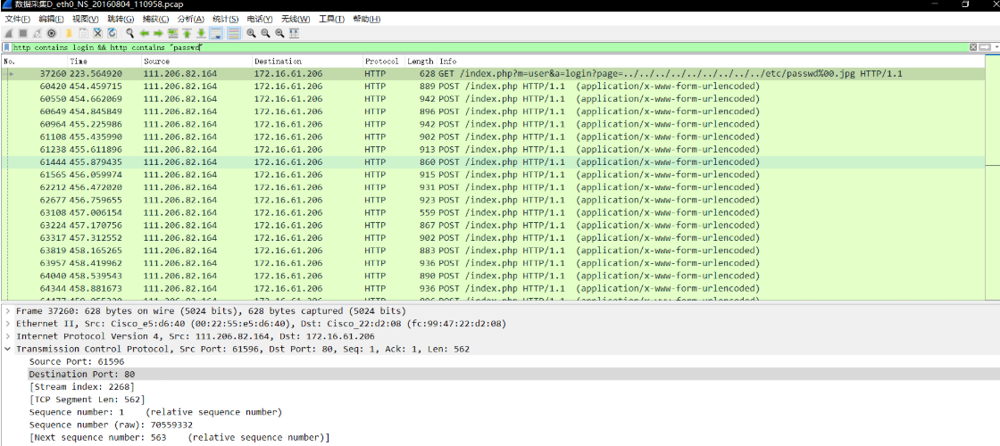 数据采集D_eth0_NS_20160804_110958.pcap
文件(F) 编辑(E) 视图(V) 跳转(G) 捕获(C) 分析(A) 统计(S) 电话(Y) 无线(W) 工具(T) 帮助(H)
http contains login && http contains "passwd"
No. Time Source Destination Protocol Length Info
37260 223.564920 111.206.82.164 172.16.61.206 HTTP 628 GET /index.php?m=user&a=login?page=../../../../../../../../../etc/passwd%00.jpg HTTP/1.1
60420 454.459715 111.206.82.164 172.16.61.206 HTTP 889 POST /index.php HTTP/1.1 (application/x-www-form-urlencoded)
60550 454.662069 111.206.82.164 172.16.61.206 HTTP 942 POST /index.php HTTP/1.1 (application/x-www-form-urlencoded)
60649 454.845849 111.206.82.164 172.16.61.206 HTTP 896 POST /index.php HTTP/1.1 (application/x-www-form-urlencoded)
60964 455.225986 111.206.82.164 172.16.61.206 HTTP 942 POST /index.php HTTP/1.1 (application/x-www-form-urlencoded)
61108 455.435990 111.206.82.164 172.16.61.206 HTTP 902 POST /index.php HTTP/1.1 (application/x-www-form-urlencoded)
61238 455.611896 111.206.82.164 172.16.61.206 HTTP 913 POST /index.php HTTP/1.1 (application/x-www-form-urlencoded)
61444 455.879435 111.206.82.164 172.16.61.206 HTTP 860 POST /index.php HTTP/1.1 (application/x-www-form-urlencoded)
61565 456.059974 111.206.82.164 172.16.61.206 HTTP 915 POST /index.php HTTP/1.1 (application/x-www-form-urlencoded)
62212 456.472020 111.206.82.164 172.16.61.206 HTTP 931 POST /index.php HTTP/1.1 (application/x-www-form-urlencoded)
62677 456.759655 111.206.82.164 172.16.61.206 HTTP 923 POST /index.php HTTP/1.1 (application/x-www-form-urlencoded)
63108 457.006154 111.206.82.164 172.16.61.206 HTTP 559 POST /index.php HTTP/1.1 (application/x-www-form-urlencoded)
63224 457.170756 111.206.82.164 172.16.61.206 HTTP 867 POST /index.php HTTP/1.1 (application/x-www-form-urlencoded)
63317 457.312552 111.206.82.164 172.16.61.206 HTTP 902 POST /index.php HTTP/1.1 (application/x-www-form-urlencoded)
63819 458.165265 111.206.82.164 172.16.61.206 HTTP 883 POST /index.php HTTP/1.1 (application/x-www-form-urlencoded)
63957 458.419962 111.206.82.164 172.16.61.206 HTTP 936 POST /index.php HTTP/1.1 (application/x-www-form-urlencoded)
64040 458.539543 111.206.82.164 172.16.61.206 HTTP 890 POST /index.php HTTP/1.1 (application/x-www-form-urlencoded)
64344 458.881673 111.206.82.164 172.16.61.206 HTTP 936 POST /index.php HTTP/1.1 (application/x-www-form-urlencoded)
Frame 37260: 628 bytes on wire (5024 bits), 628 bytes captured (5024 bits)
Ethernet II, Src: Cisco_e5:d6:40 (00:22:55:e5:d6:40), Dst: Cisco_22:d2:08 (fc:99:47:22:d2:08)
Internet Protocol Version 4, Src: 111.206.82.164, Dst: 172.16.61.206
Transmission Control Protocol, Src Port: 61596, Dst Port: 80, Seq: 1, Ack: 1, Len: 562
Source Port: 61596
Destination Port: 80
[Stream index: 2268]
[TCP Segment Len: 562]
Sequence number: 1 (relative sequence number)
Sequence number (raw): 70559332
[Next sequence number: 563 (relative sequence number)]